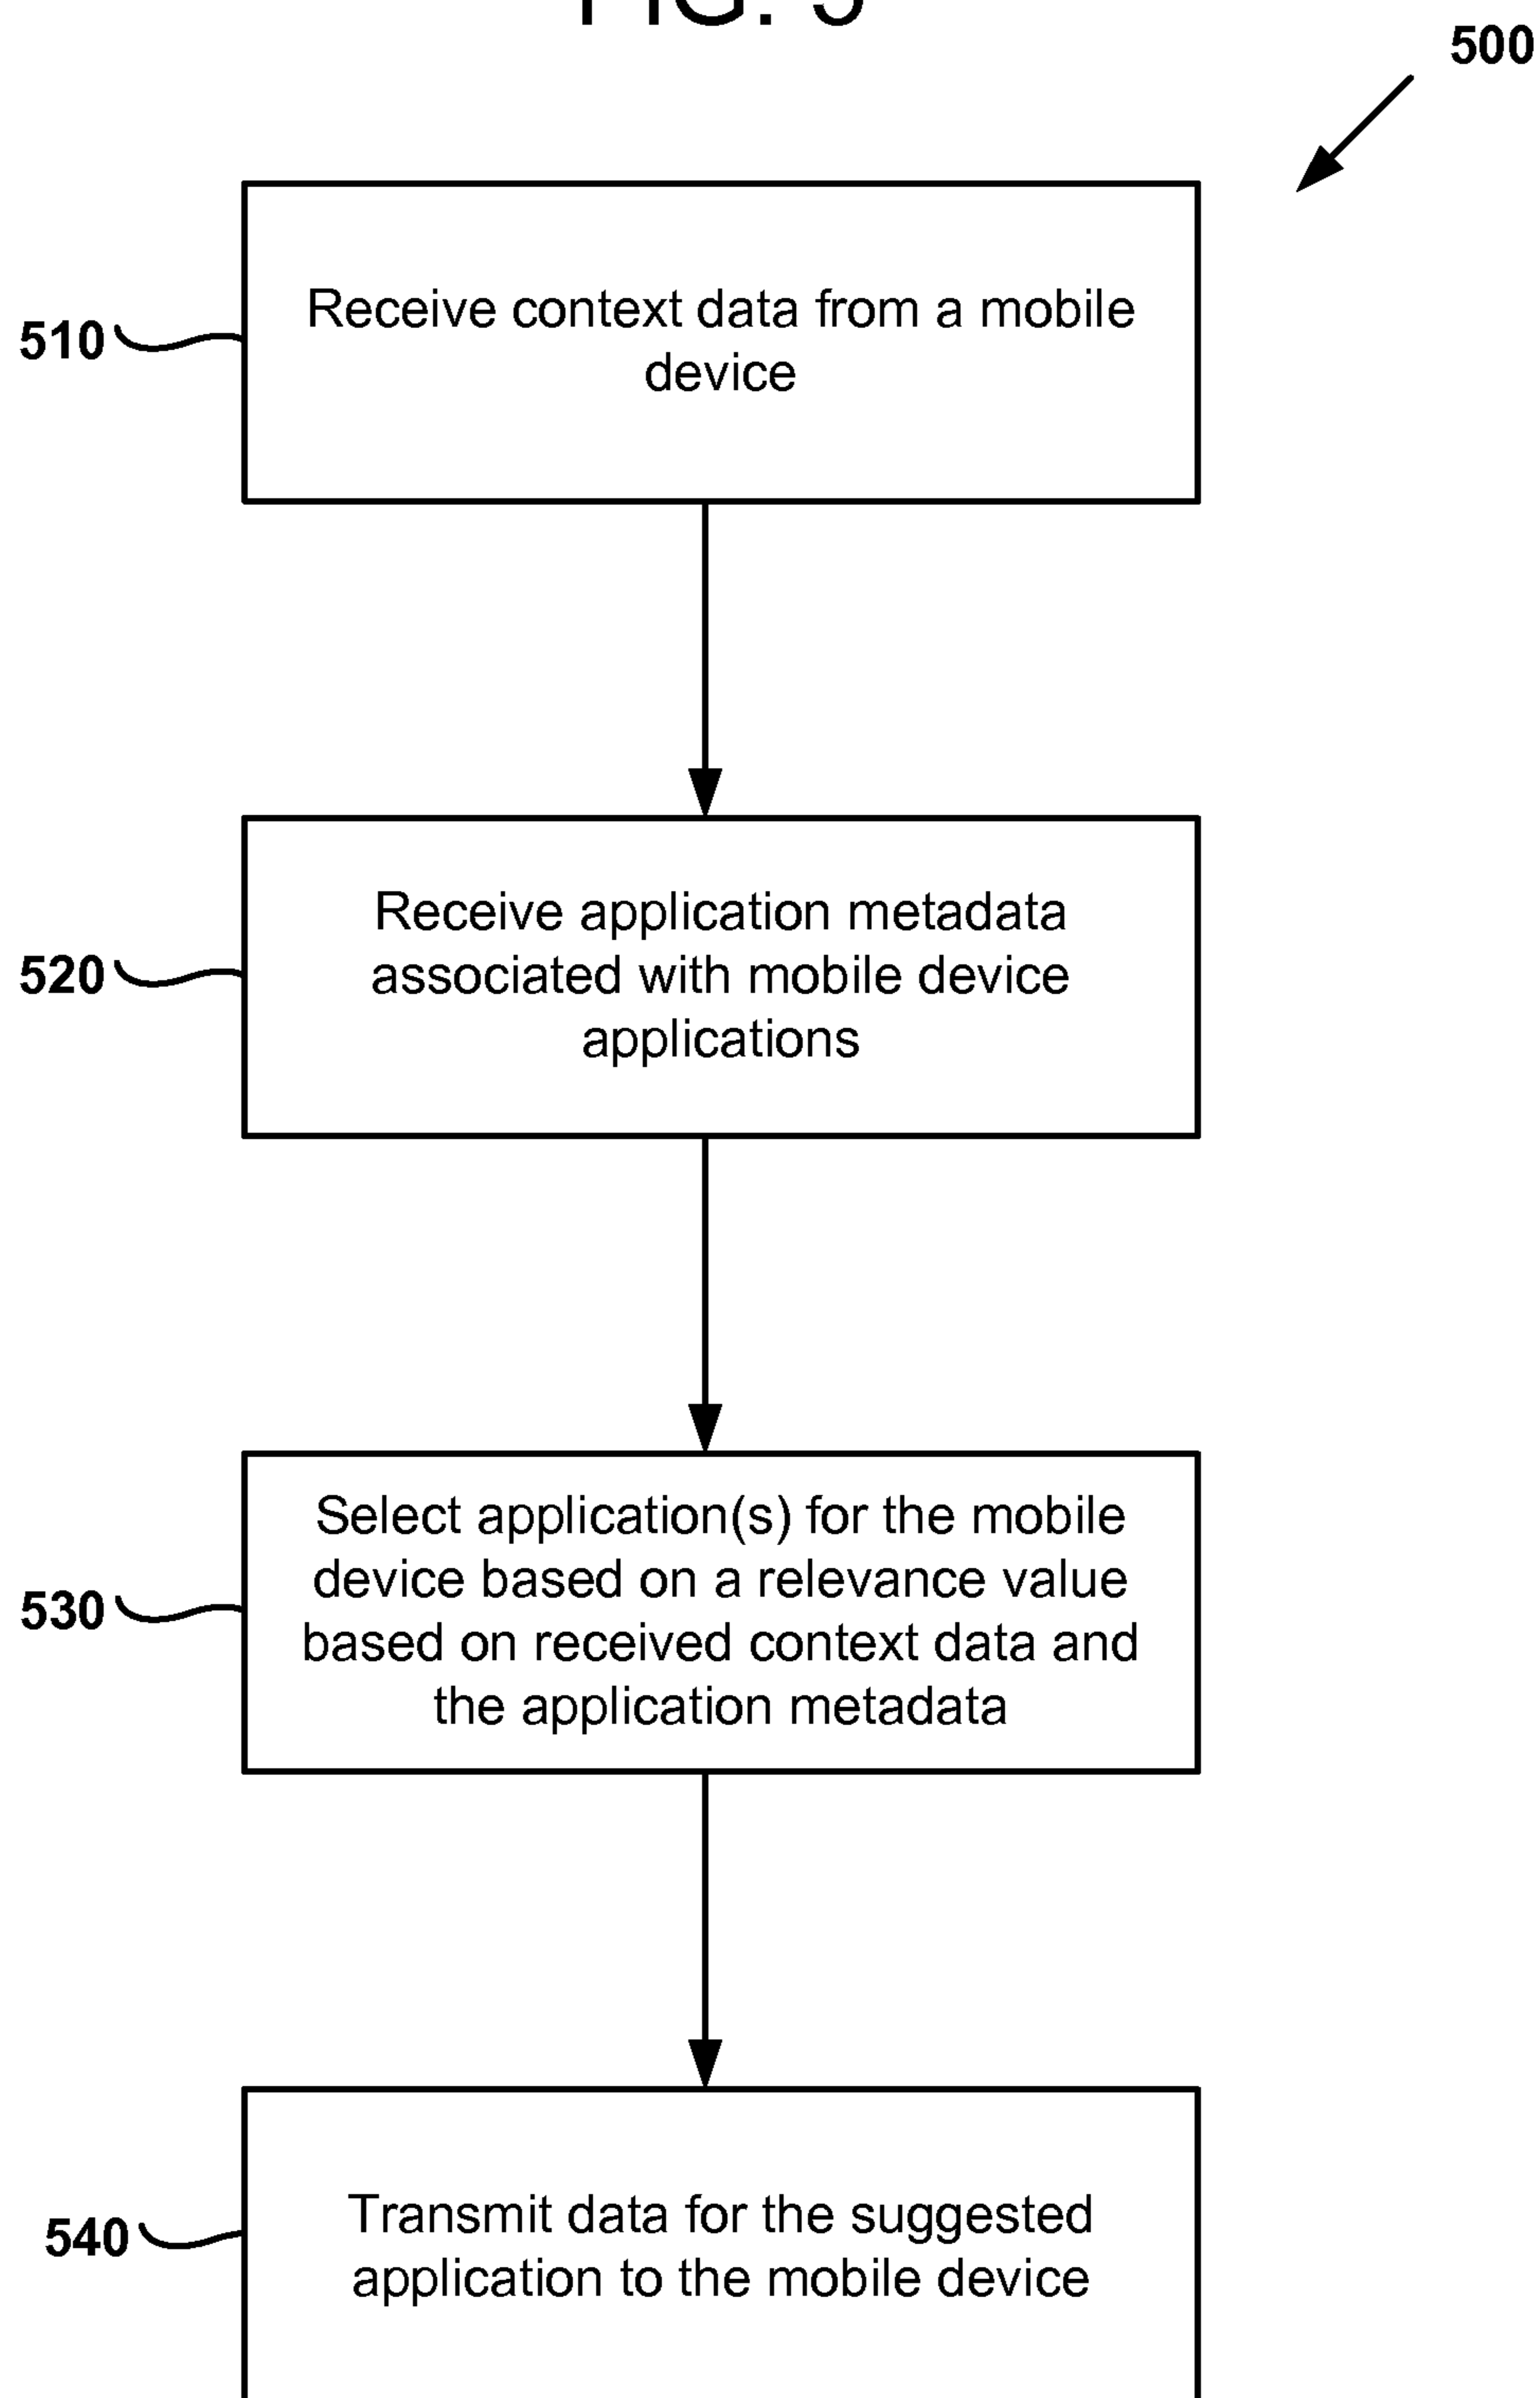 FIG. 5
500
510
Receive context data from a mobile
device
520
Receive application metadata
associated with mobile device
applications
530
Select application(s) for the mobile
device based on a relevance value
based on received context data and
the application metadata
540
Transmit data for the suggested
application to the mobile device